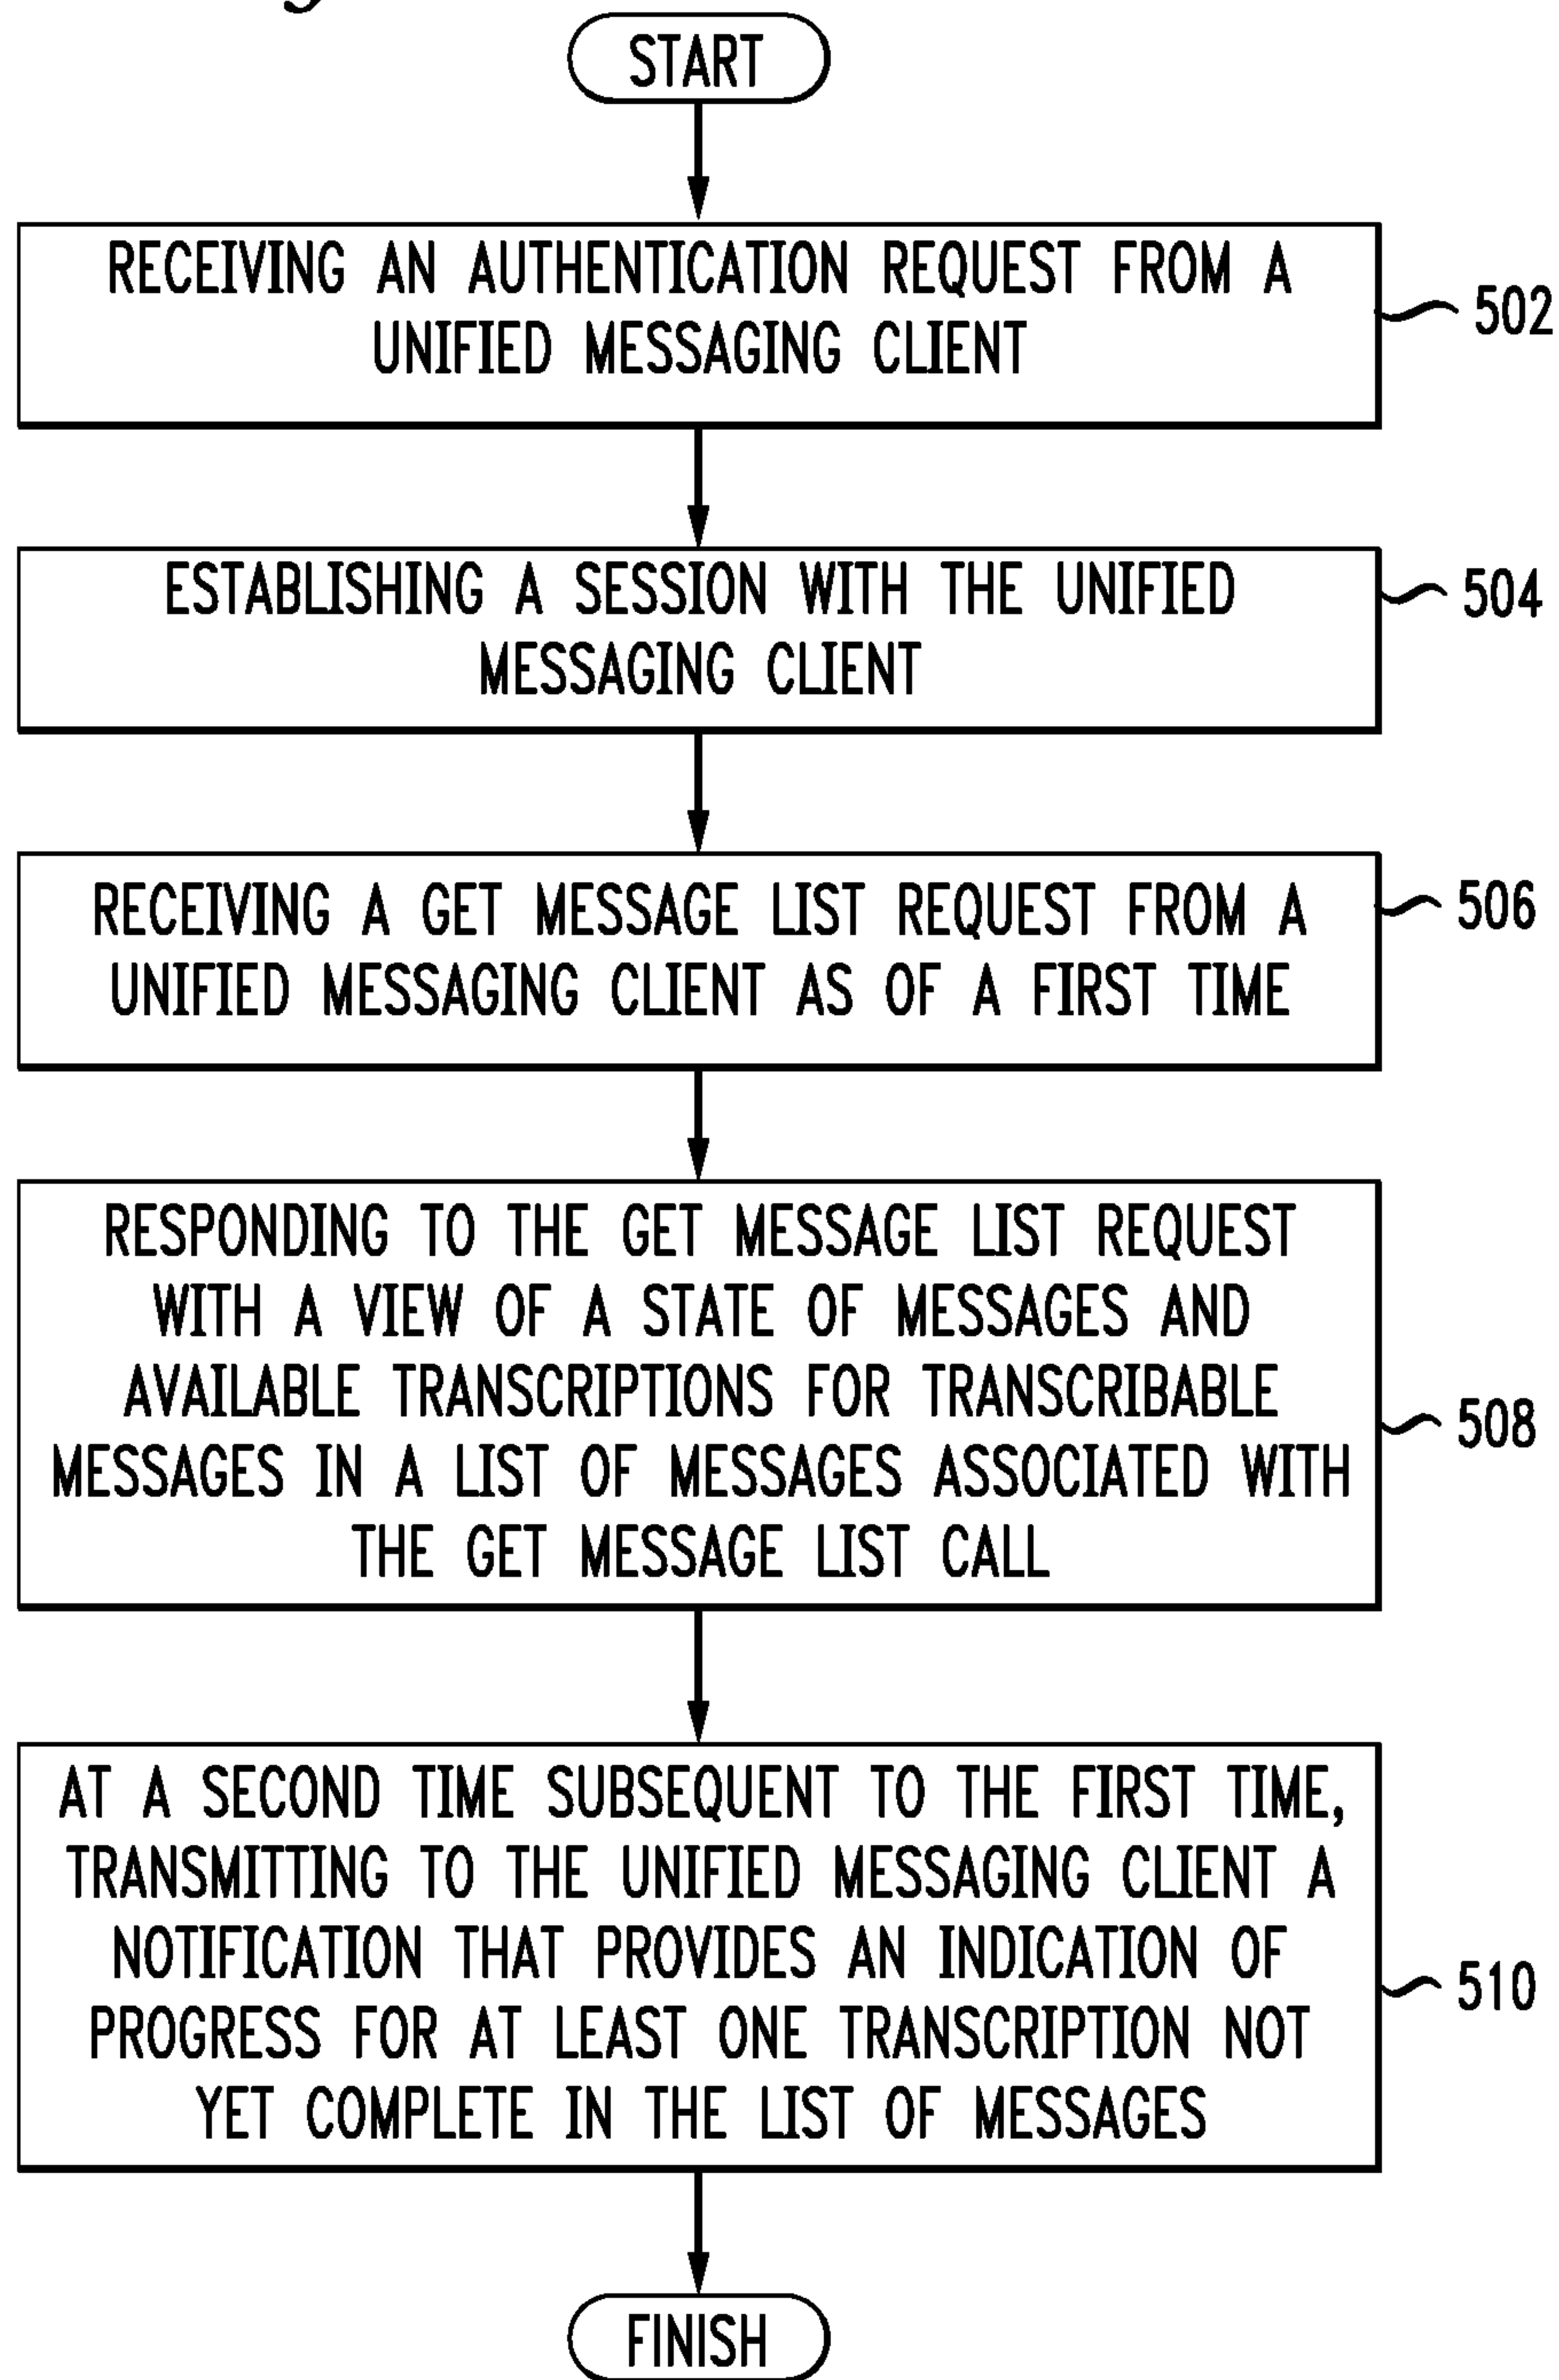 START
RECEIVING AN AUTHENTICATION REQUEST FROM A
UNIFIED MESSAGING CLIENT
502
ESTABLISHING A SESSION WITH THE UNIFIED
MESSAGING CLIENT
504
RECEIVING A GET MESSAGE LIST REQUEST FROM A
UNIFIED MESSAGING CLIENT AS OF A FIRST TIME
506
RESPONDING TO THE GET MESSAGE LIST REQUEST
WITH A VIEW OF A STATE OF MESSAGES AND
AVAILABLE TRANSCRIPTIONS FOR TRANSCRIBABLE
MESSAGES IN A LIST OF MESSAGES ASSOCIATED WITH
THE GET MESSAGE LIST CALL
508
AT A SECOND TIME SUBSEQUENT TO THE FIRST TIME,
TRANSMITTING TO THE UNIFIED MESSAGING CLIENT A
NOTIFICATION THAT PROVIDES AN INDICATION OF
PROGRESS FOR AT LEAST ONE TRANSCRIPTION NOT
YET COMPLETE IN THE LIST OF MESSAGES
510
FINISH